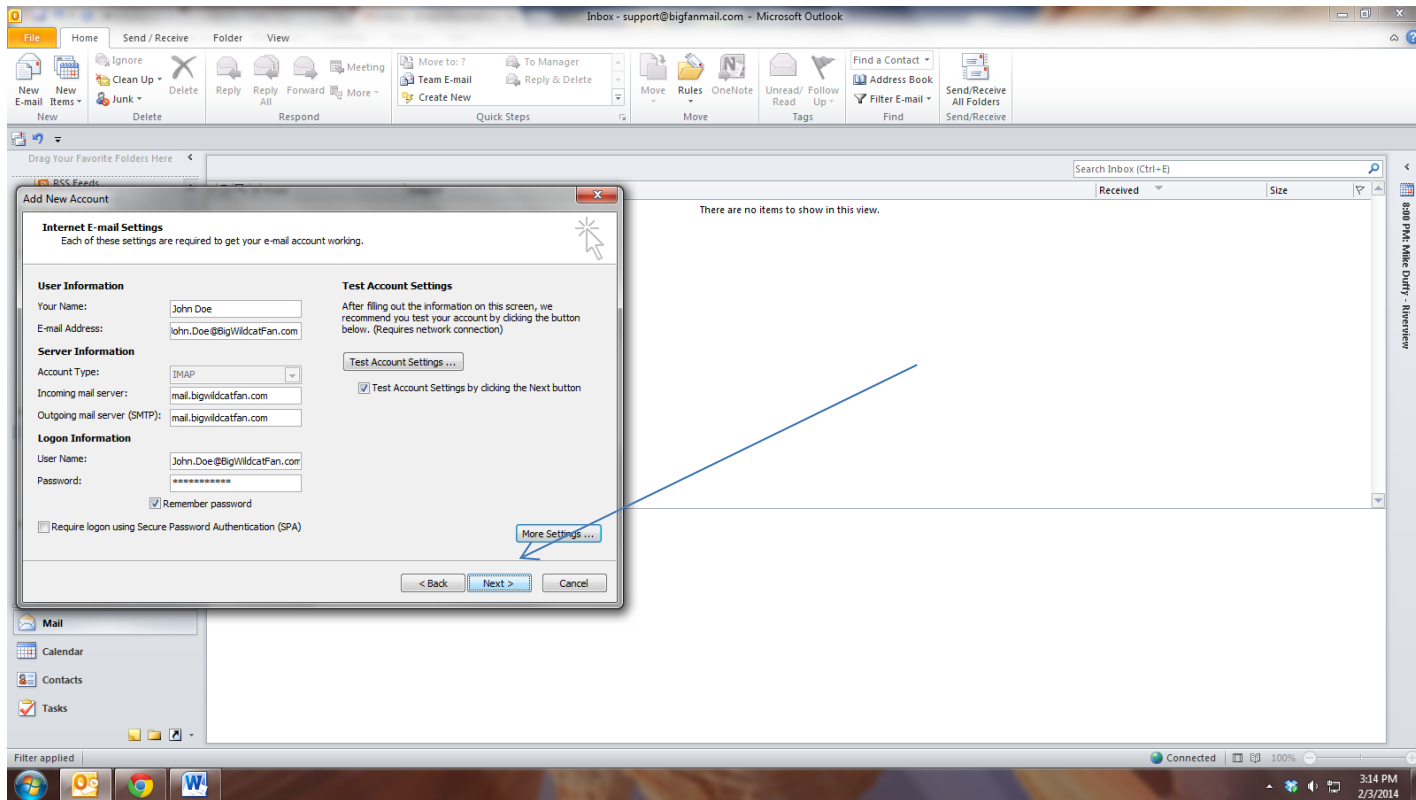 Inbox - support@bigfanmail.com - Microsoft Outlook
File Home Send / Receive Folder View
New E-mail
New Items
New
Ignore
Clean Up
Junk
Delete
Delete
Reply
Reply All
Forward
Meeting
More
Respond
Move to: ?
Team E-mail
Create New
To Manager
Reply & Delete
Quick Steps
Move
Rules
OneNote
Move
Unread/ Read
Follow Up
Tags
Find a Contact
Address Book
Filter E-mail
Find
Send/Receive All Folders
Send/Receive
Drag Your Favorite Folders Here
RSS Feeds
Search Inbox (Ctrl+E)
Received Size
There are no items to show in this view.
8:00 PM: Mike Duffy - Riverview
Add New Account
Internet E-mail Settings
Each of these settings are required to get your e-mail account working.
User Information
Your Name: John Doe
E-mail Address: John.Doe@BigWildcatFan.com
Server Information
Account Type: IMAP
Incoming mail server: mail.bigwildcatfan.com
Outgoing mail server (SMTP): mail.bigwildcatfan.com
Logon Information
User Name: John.Doe@BigWildcatFan.com
Password: ***********
Remember password
Require logon using Secure Password Authentication (SPA)
Test Account Settings
After filling out the information on this screen, we
recommend you test your account by clicking the button
below. (Requires network connection)
Test Account Settings ...
Test Account Settings by clicking the Next button
More Settings ...
< Back Next > Cancel
Mail
Calendar
Contacts
Tasks
Filter applied
Connected 100%
3:14 PM
2/3/2014